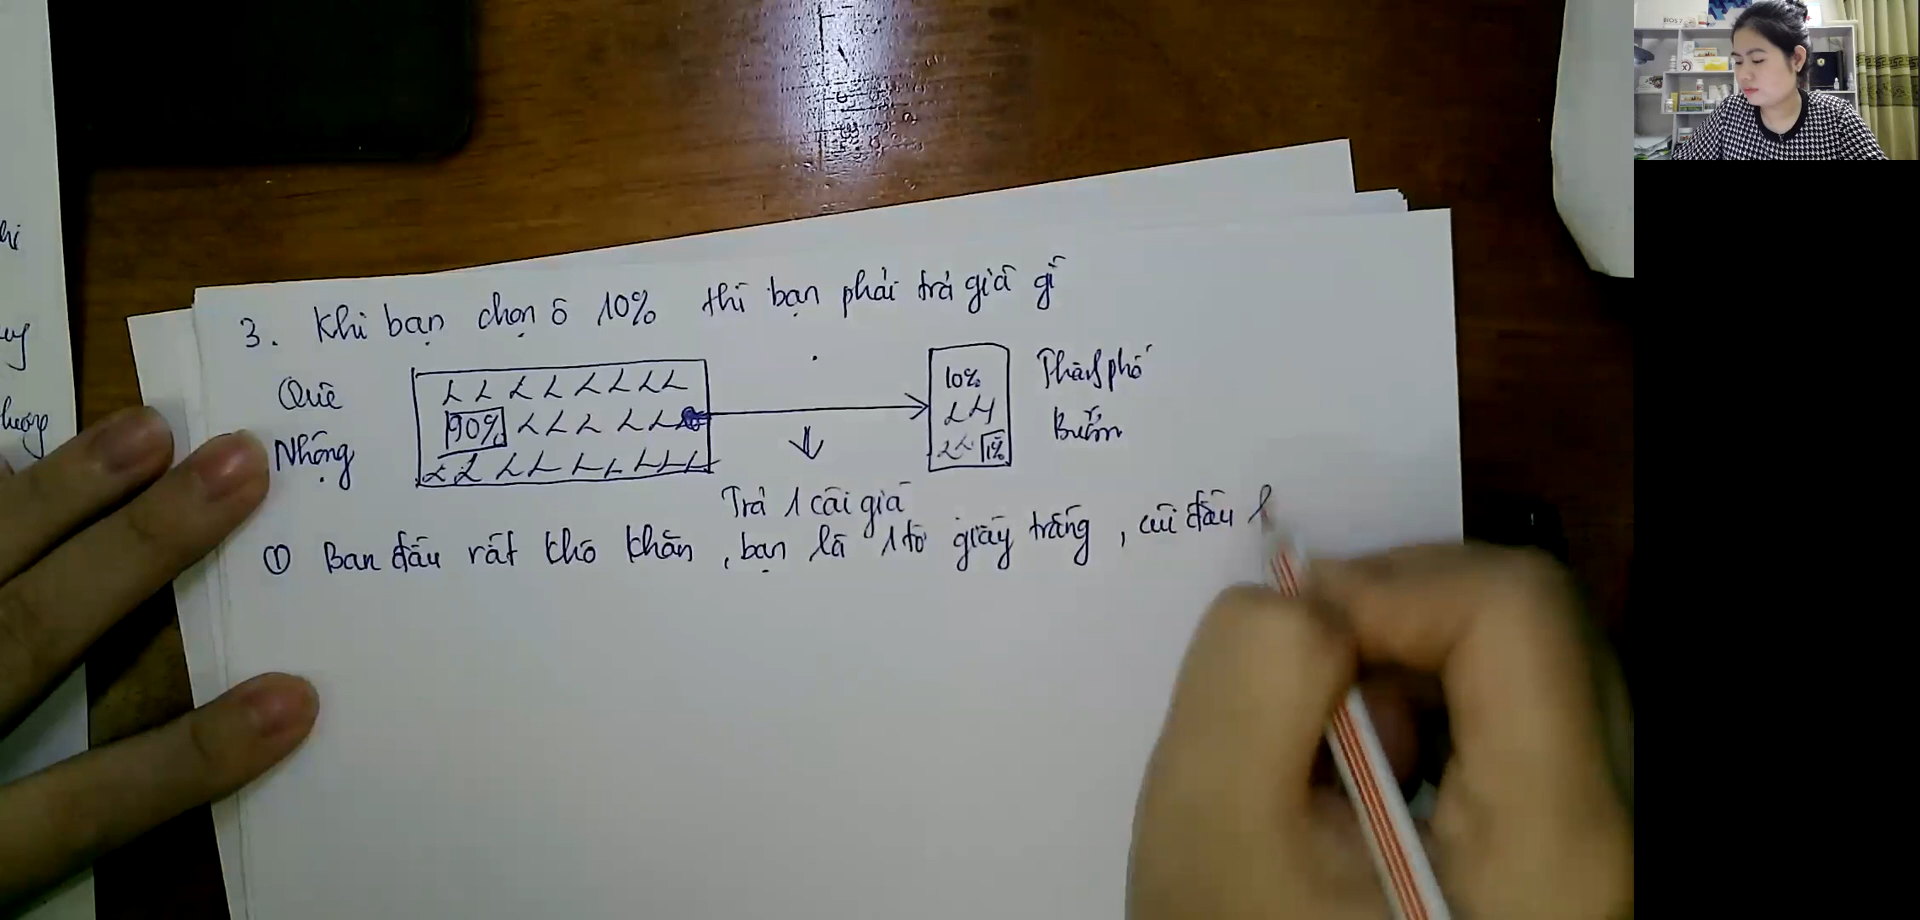 3. Khi bạn chọn ô 10% thì bạn phải trả giá gì
Quê
Nhộng
90%
10%
1%
Thành phố
Bướm
Trả 1 cái giá
① Ban đầu rất khó khăn, bạn là 1 tờ giấy trắng, cúi đầu